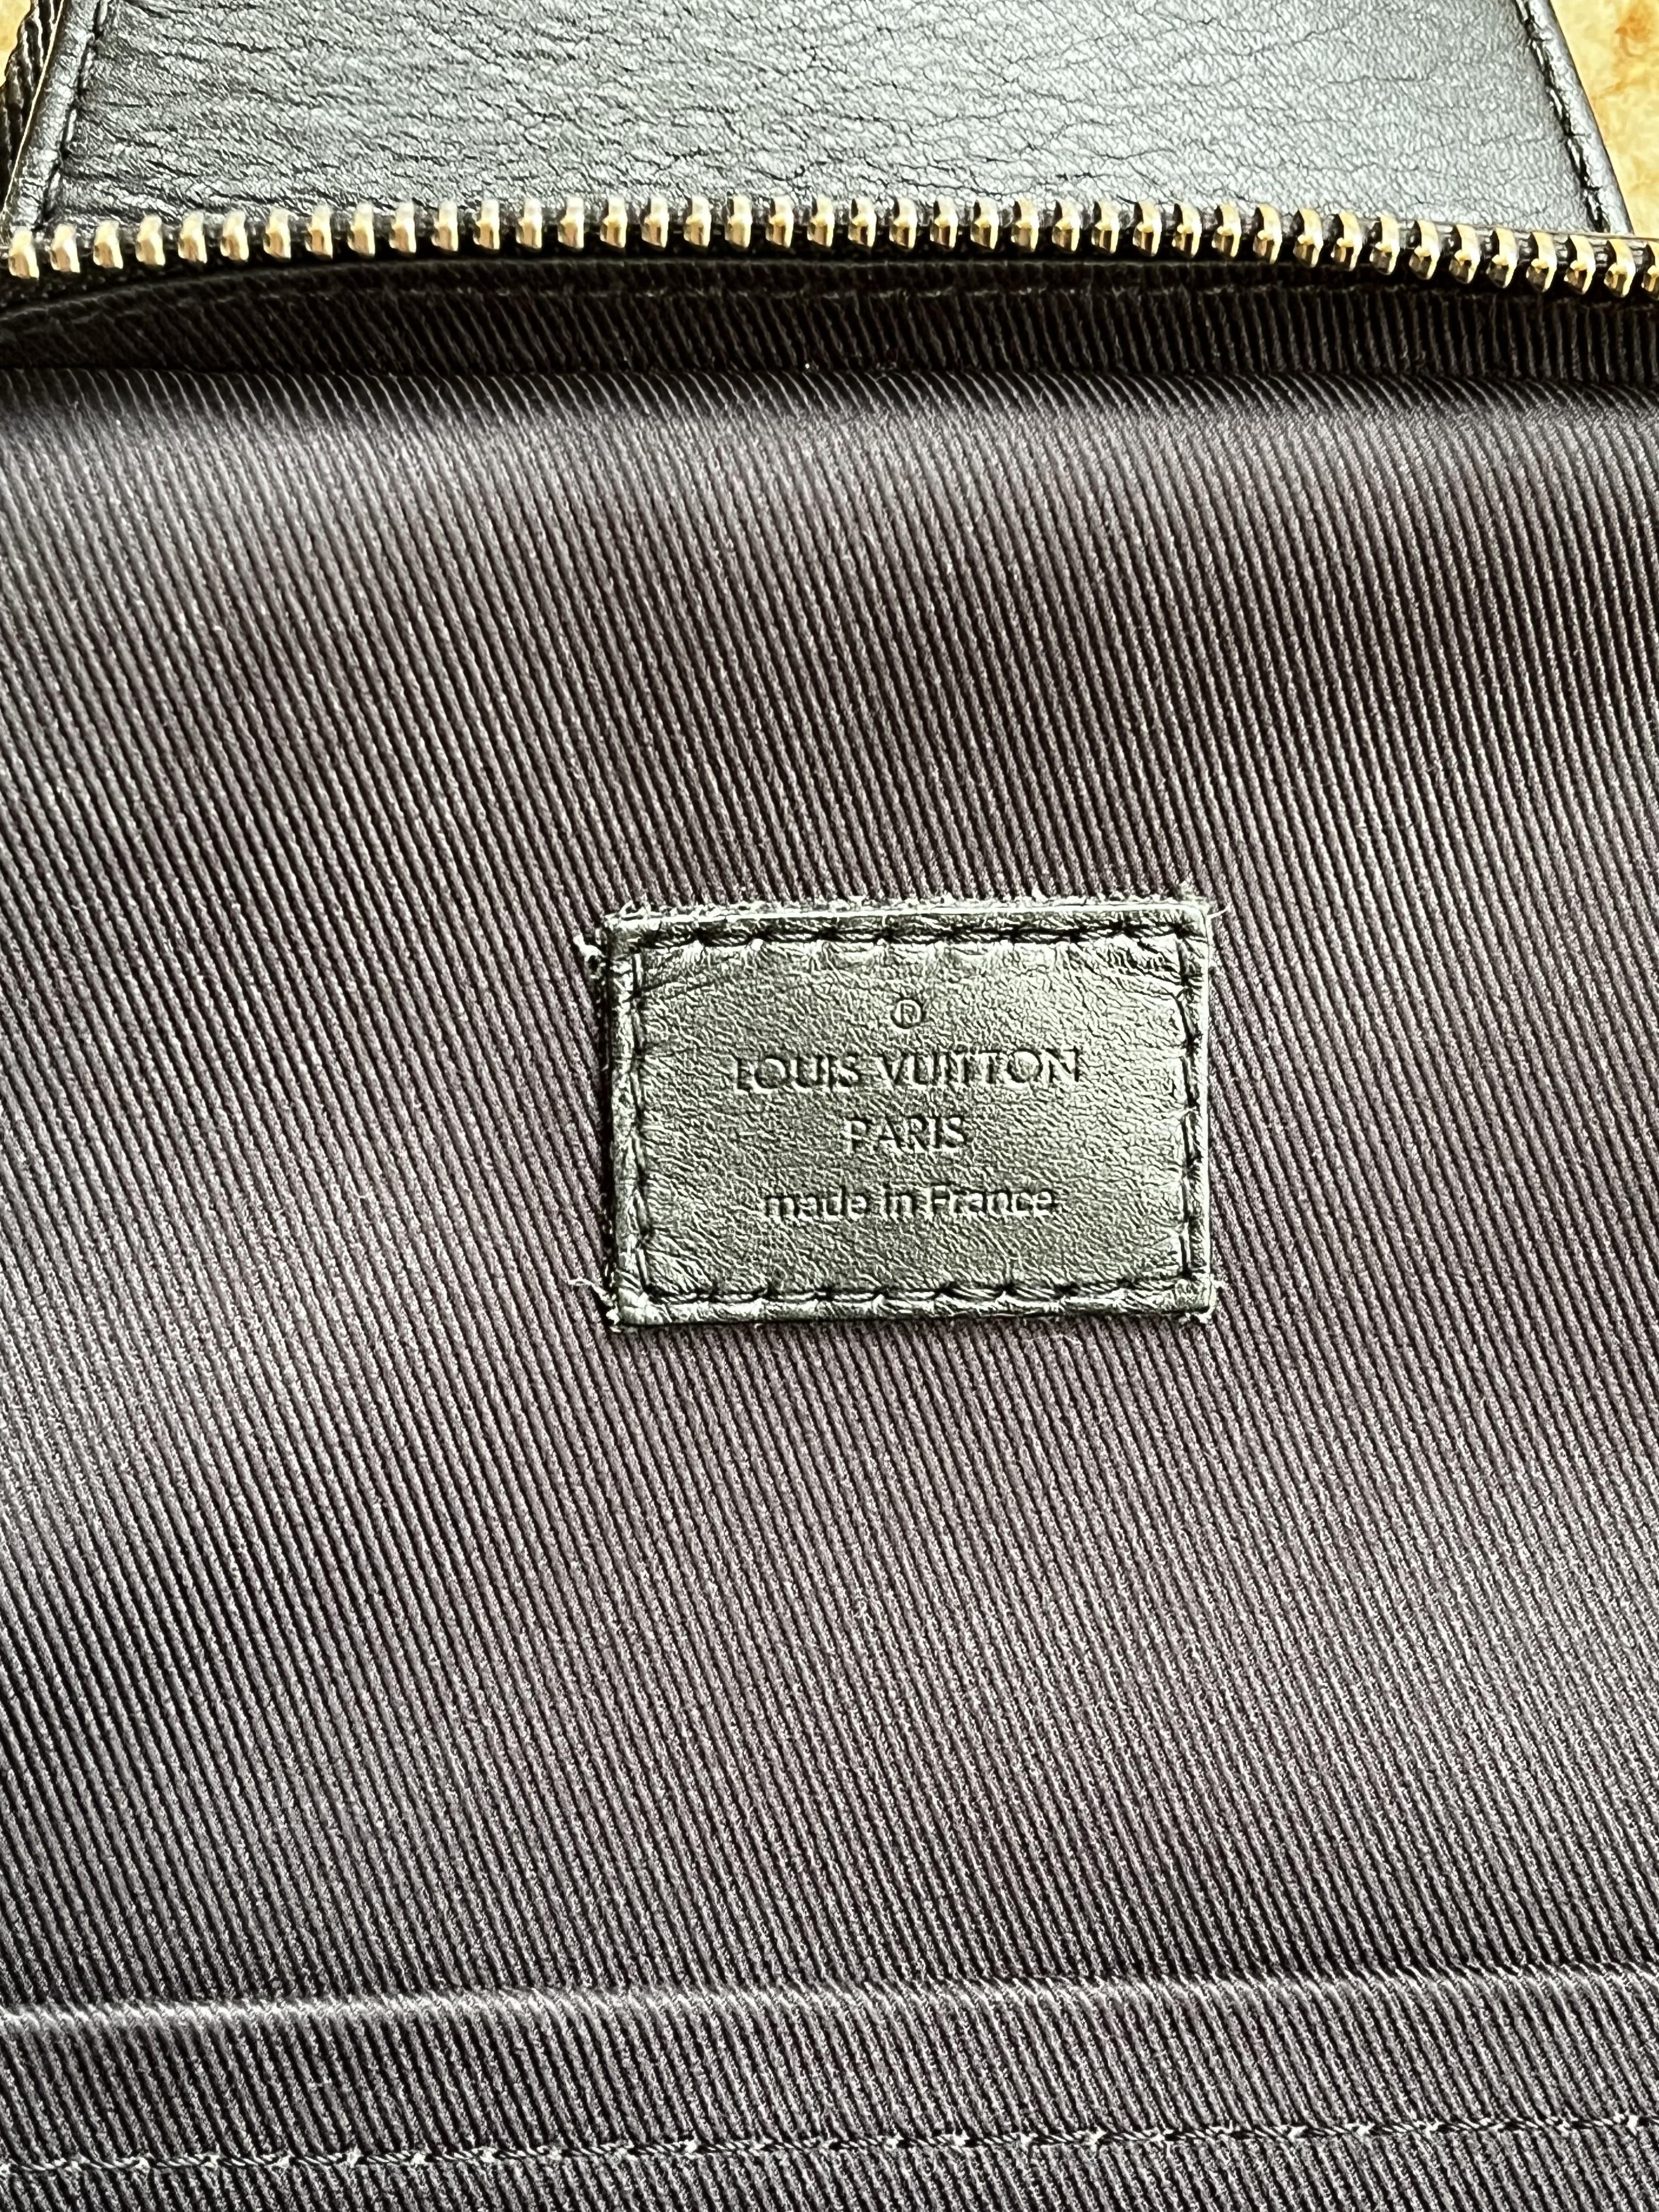 ®
LOUIS VUITTON
PARIS
made in France